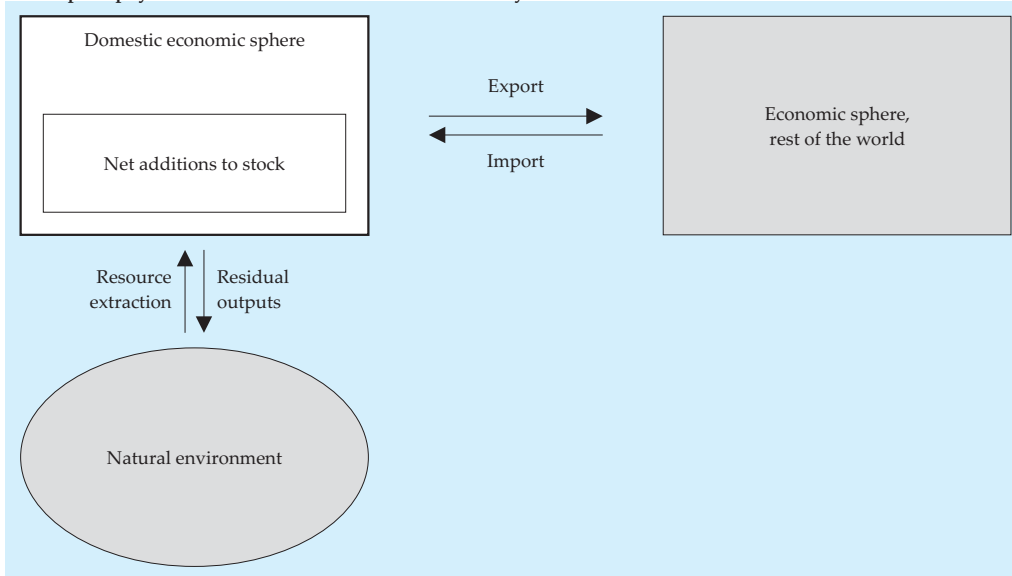 Domestic economic sphere
Net additions to stock
Export
Import
Economic sphere,
rest of the world
Resource
extraction
Residual
outputs
Natural environment